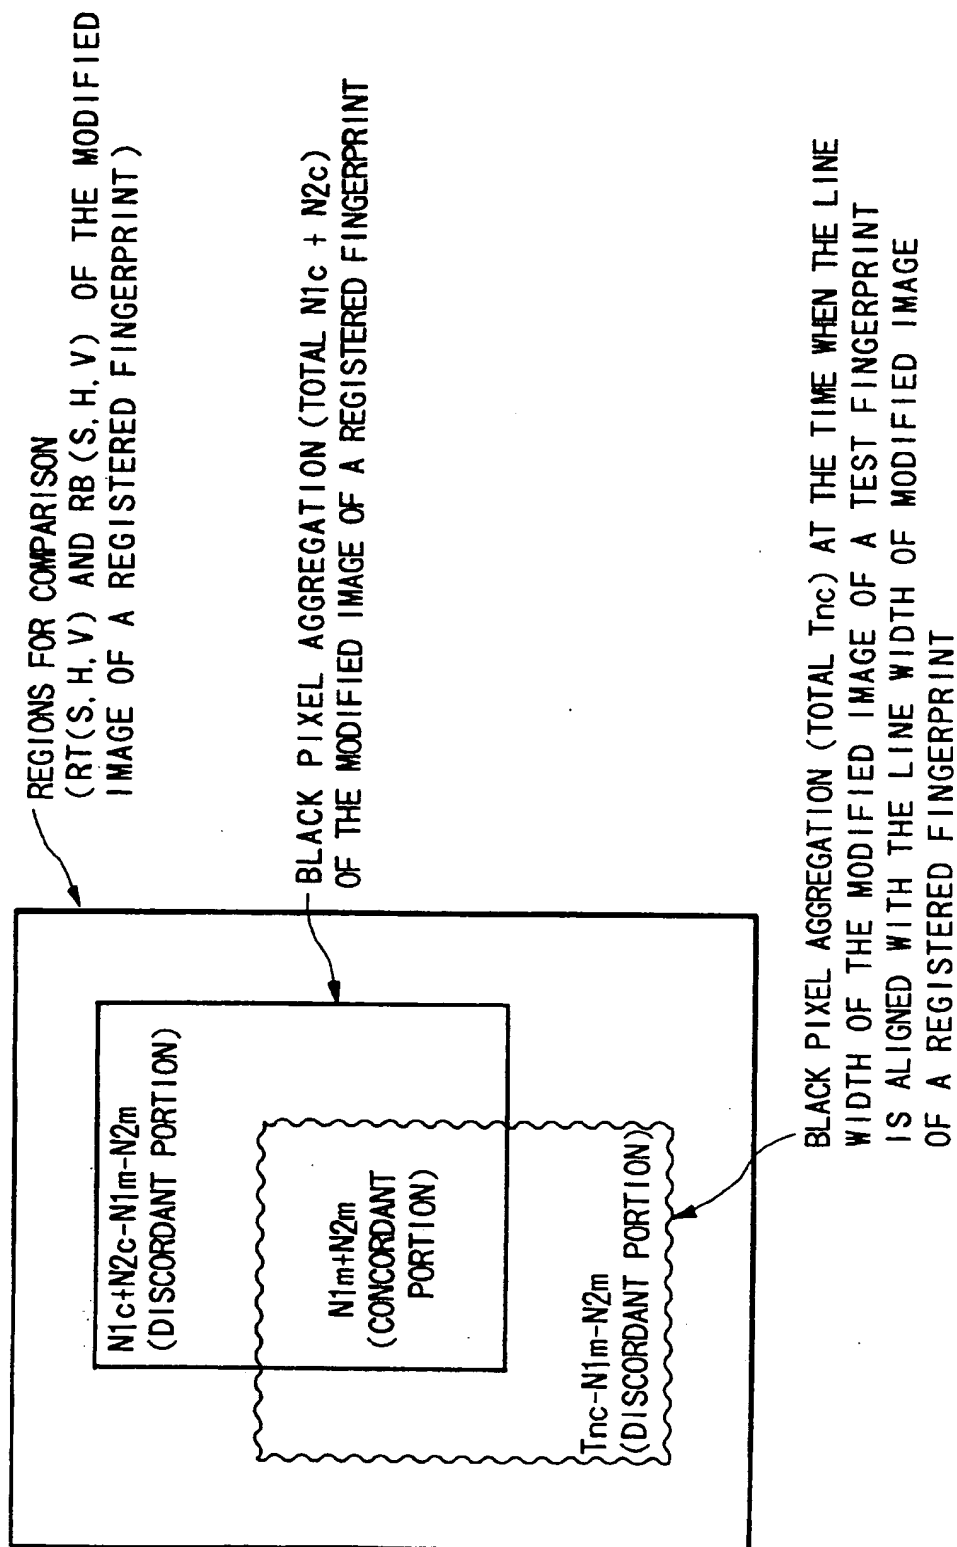 REGIONS FOR COMPARISON
(RT(S, H, V) AND RB (S, H, V) OF THE MODIFIED
IMAGE OF A REGISTERED FINGERPRINT)
BLACK PIXEL AGGREGATION (TOTAL N1c + N2c)
OF THE MODIFIED IMAGE OF A REGISTERED FINGERPRINT
N1c+N2c-N1m-N2m
(DISCORDANT PORTION)
N1m+N2m
(CONCORDANT
PORTION)
Tnc-N1m-N2m
(DISCORDANT PORTION)
BLACK PIXEL AGGREGATION (TOTAL Tnc) AT THE TIME WHEN THE LINE
WIDTH OF THE MODIFIED IMAGE OF A TEST FINGERPRINT
IS ALIGNED WITH THE LINE WIDTH OF MODIFIED IMAGE
OF A REGISTERED FINGERPRINT